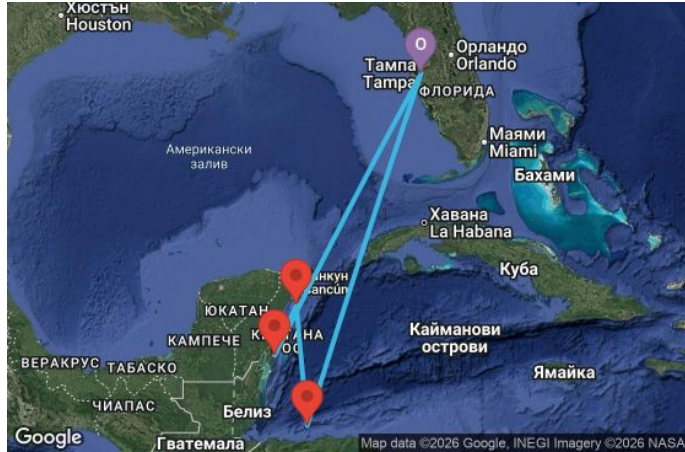 Хюстън
Houston
O
Орландо
Orlando
Тампа
Tampa
ФЛОРИДА
Маями
Miami
Американски
залив
Бахами
Хавана
La Habana
Куба
ЮКАТАН
КАМПЕЧЕ
Кайманови
острови
ВЕРАКРУС
ТАБАСКО
Ямайка
ЧИАПАС
Белиз
Гватемала
Google
Map data ©2026 Google, INEGI Imagery ©2026 NASA